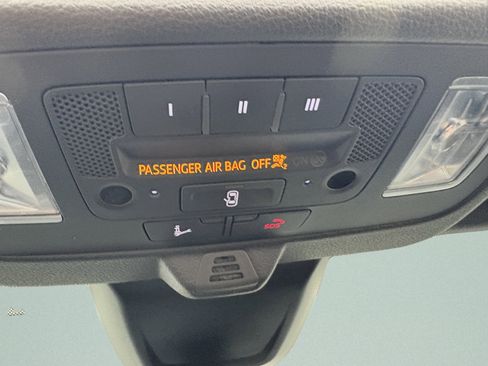 I II III
PASSENGER AIR BAG OFF ON
SOS